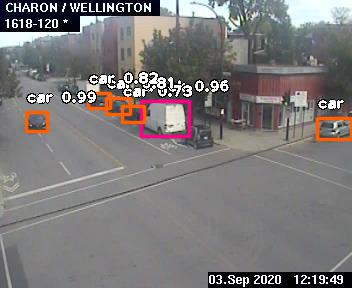 CHARON / WELLINGTON
1618-120 *
car 0.82
0.81
0.96
car 0.73
car 0.99
car
03.Sep 2020 12:19:49